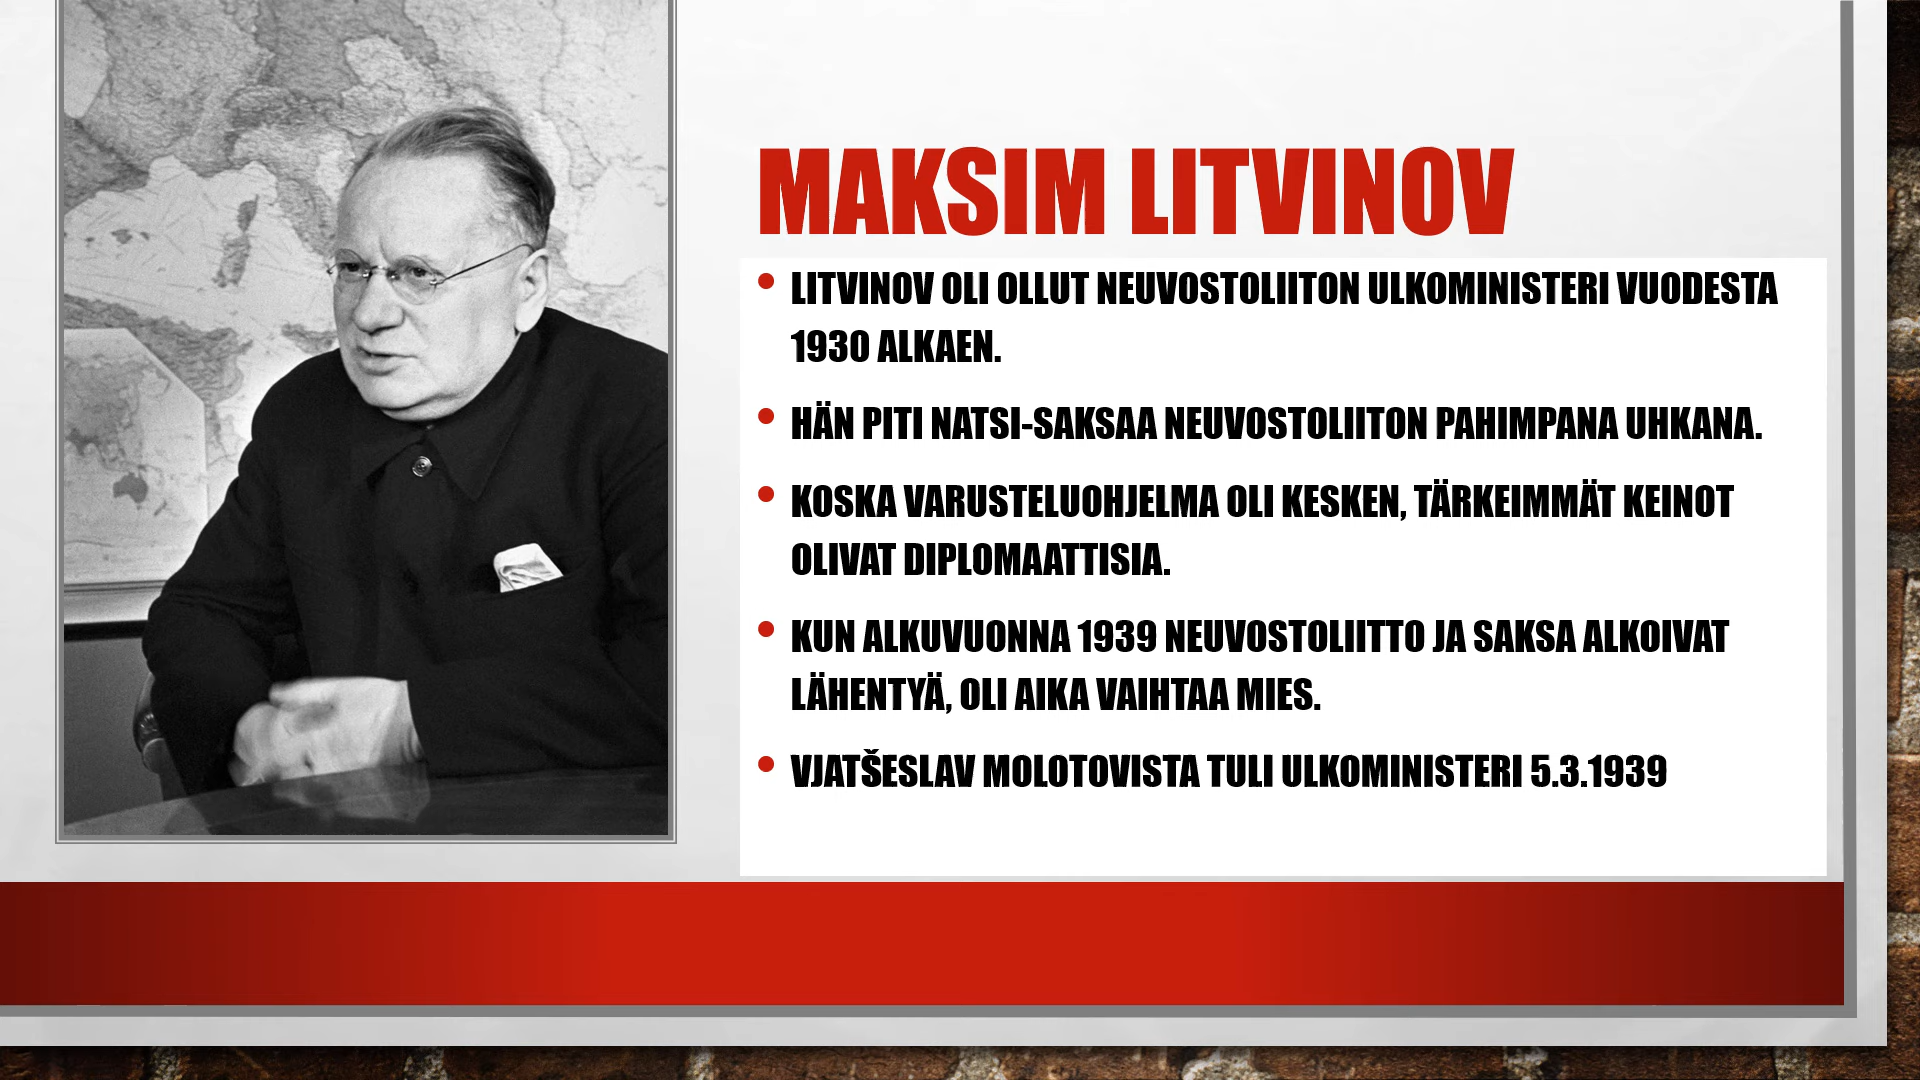 MAKSIM LITVINOV
• LITVINOV OLI OLLUT NEUVOSTOLIITON ULKOMINISTERI VUODESTA
1930 ALKAEN.
• HÄN PITI NATSI-SAKSAA NEUVOSTOLIITON PAHIMPANA UHKANA.
• KOSKA VARUSTELUOHJELMA OLI KESKEN, TÄRKEIMMÄT KEINOT
OLIVAT DIPLOMAATTISIA.
• KUN ALKUVUONNA 1939 NEUVOSTOLIITTO JA SAKSA ALKOIVAT
LÄHENTYÄ, OLI AIKA VAIHTAA MIES.
• VJATŠESLAV MOLOTOVISTA TULI ULKOMINISTERI 5.3.1939